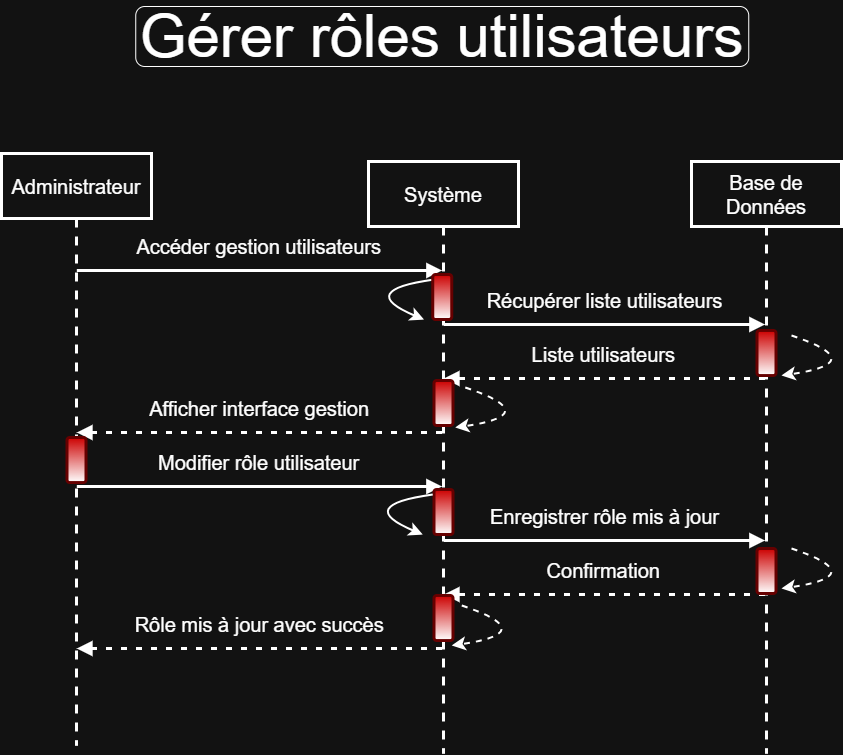 Gérer rôles utilisateurs
Administrateur
Système
Base de
Données
Accéder gestion utilisateurs
Récupérer liste utilisateurs
Liste utilisateurs
Afficher interface gestion
Modifier rôle utilisateur
Enregistrer rôle mis à jour
Confirmation
Rôle mis à jour avec succès